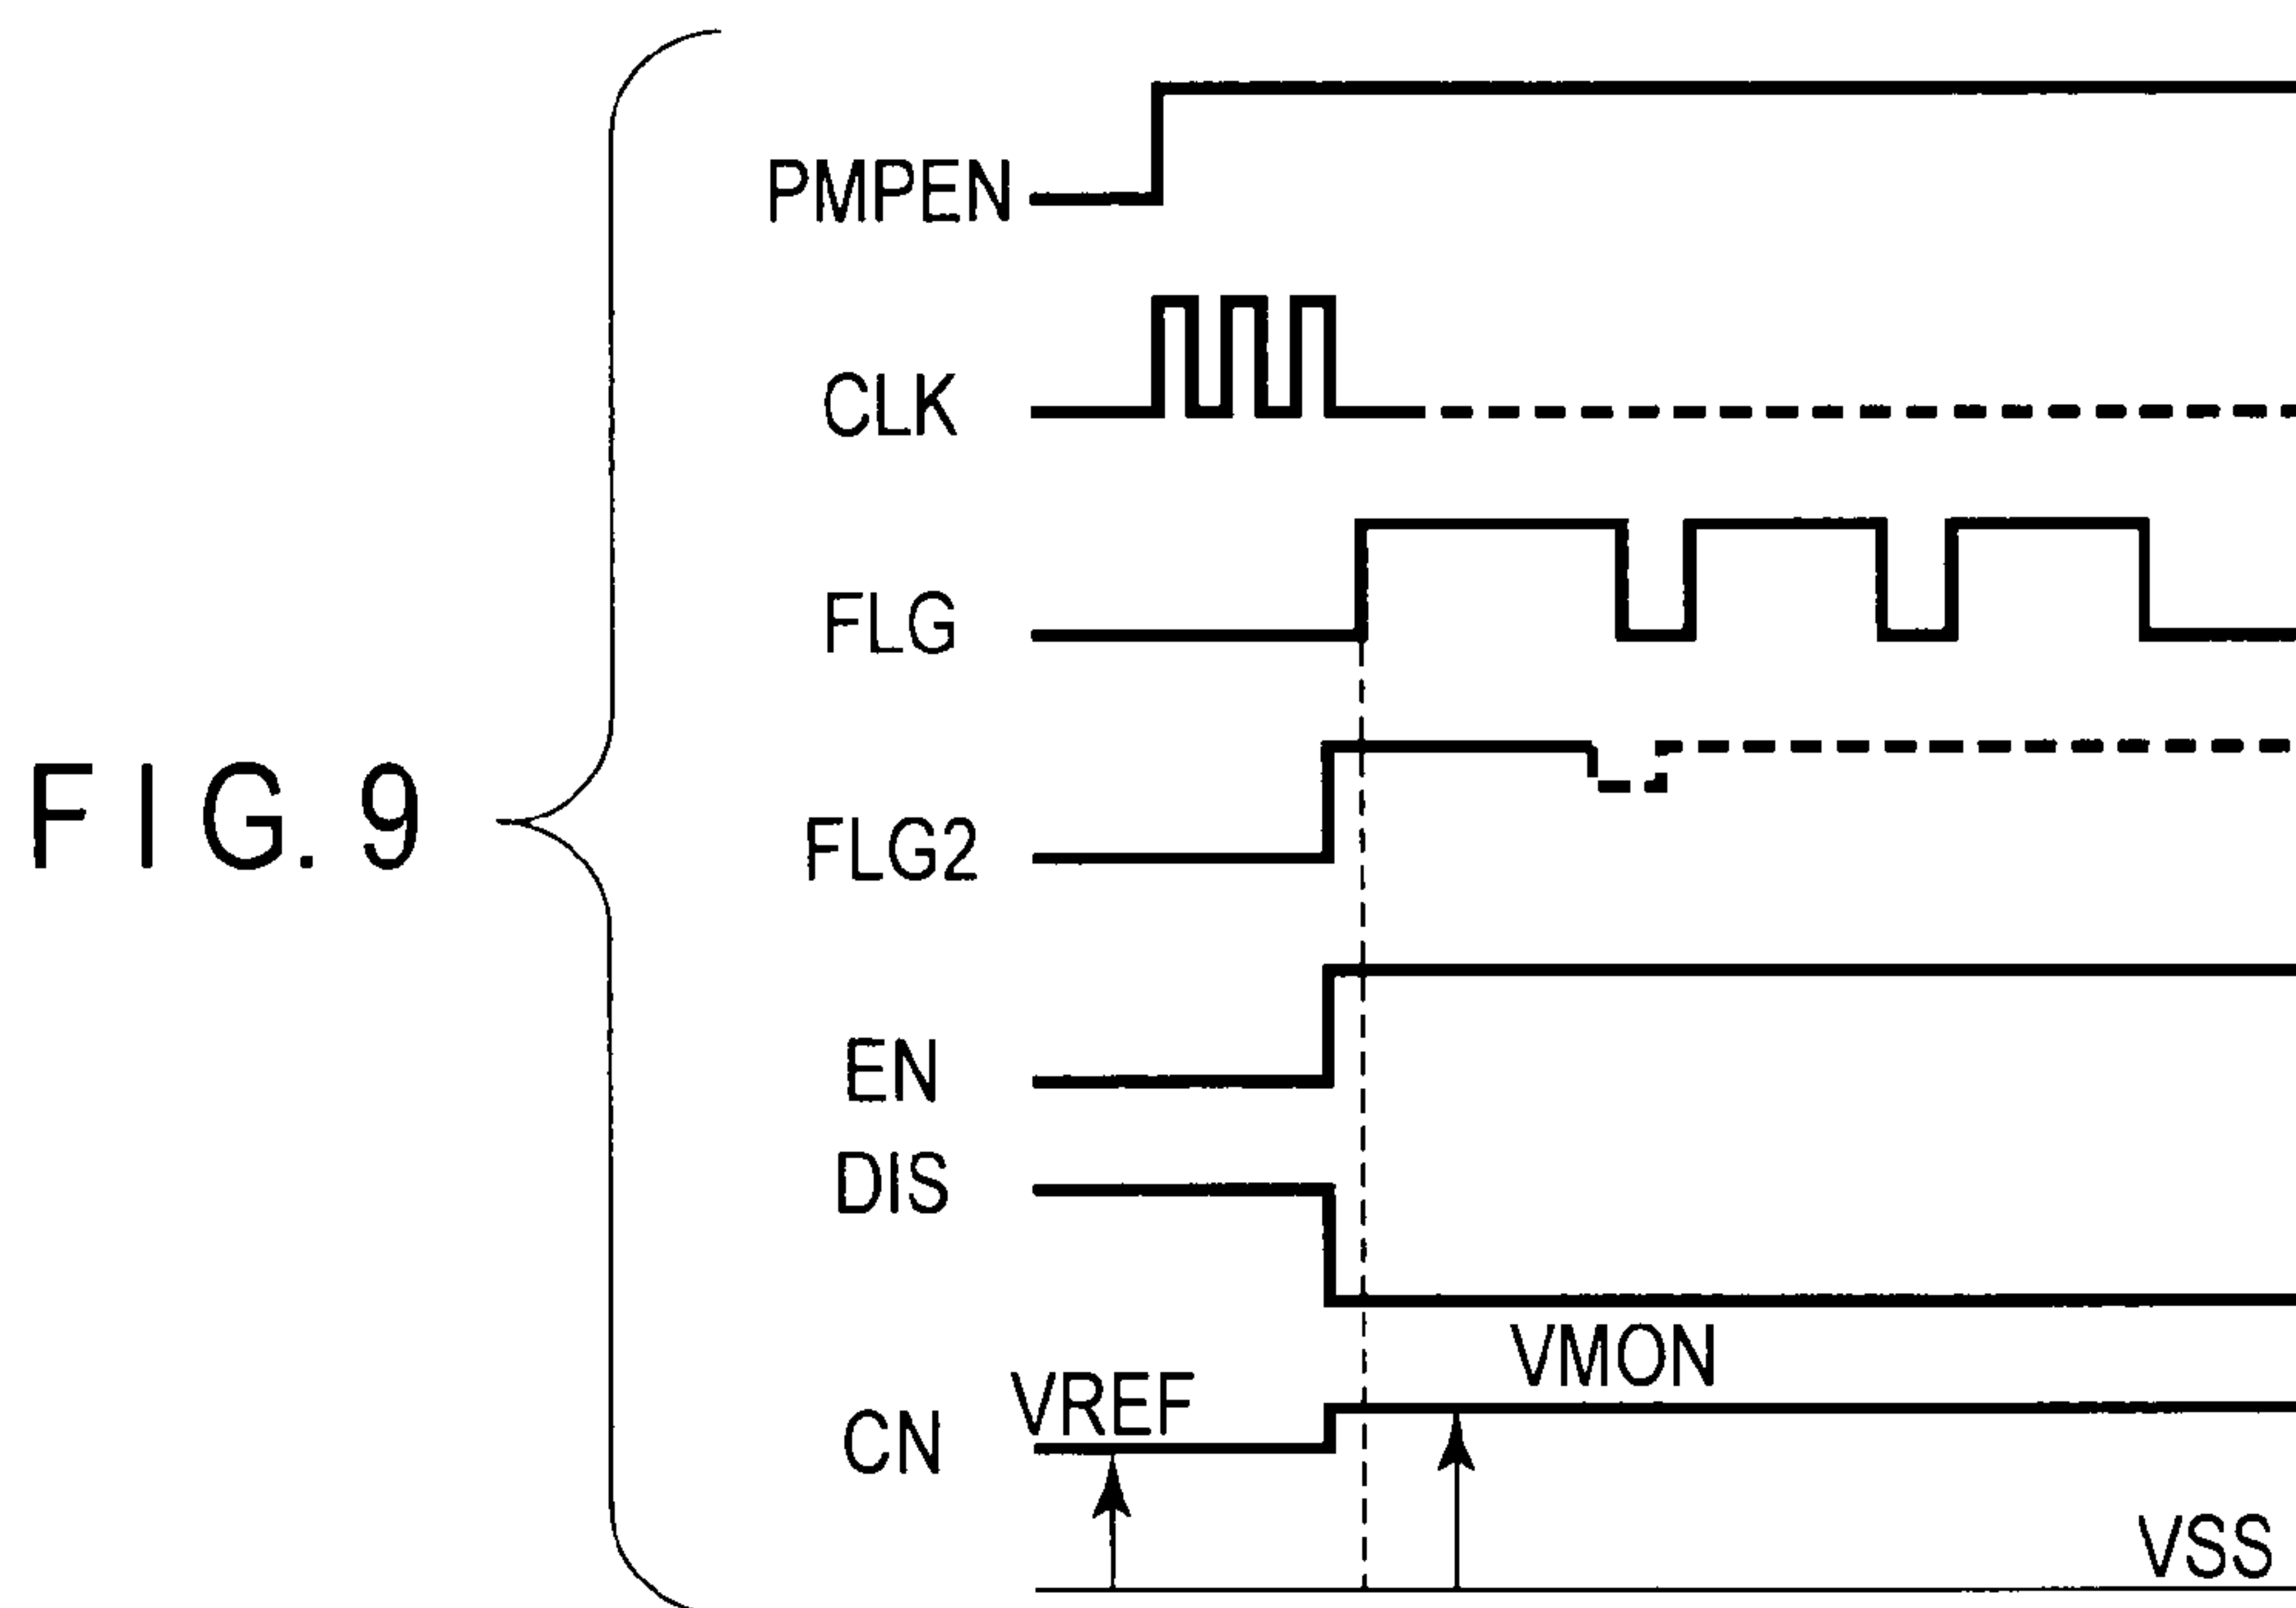 FIG. 9
PMPEN
CLK
FLG
FLG2
EN
DIS
VMON
VREF
CN
VSS